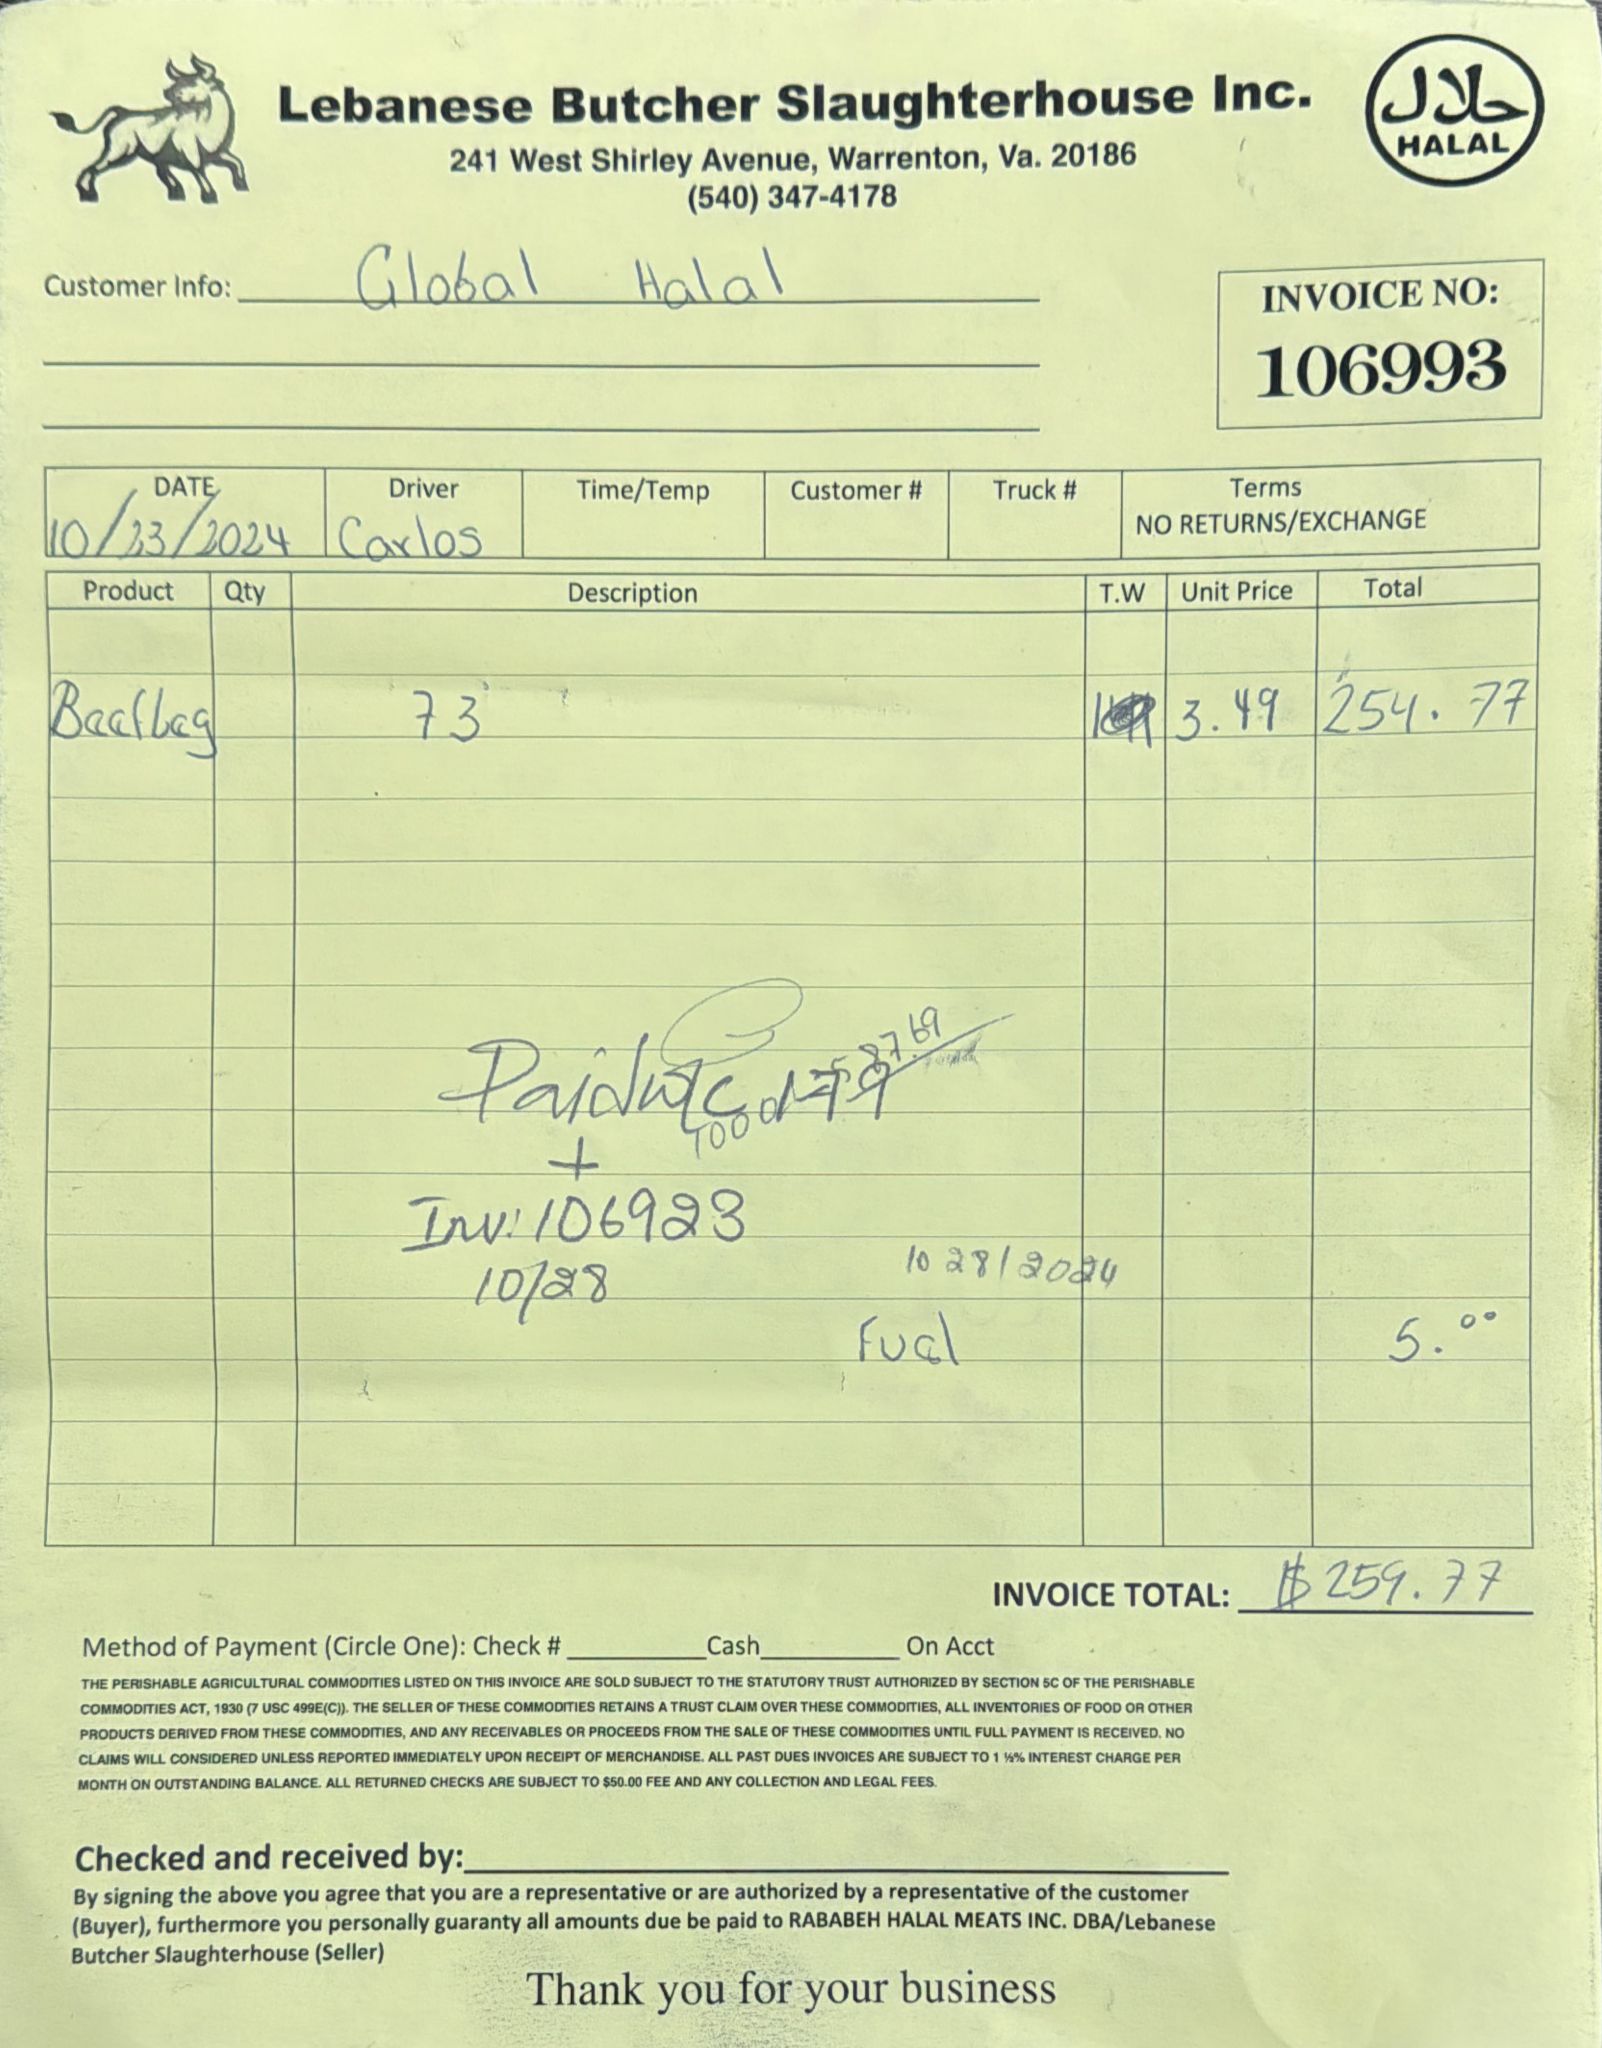 Lebanese Butcher Slaughterhouse Inc.
241 West Shirley Avenue, Warrenton, Va. 20186
(540) 347-4178
حلال
HALAL
Customer Info: Global Halal
INVOICE NO:
106993
DATE Driver Time/Temp Customer # Truck # Terms
10/23/2024 Carlos NO RETURNS/EXCHANGE
Product Qty Description T.W Unit Price Total
73 3.49 254.77
87.69
Paid
+
Inv: 106923
10/28
10 28/2024
Fuel 5.00
INVOICE TOTAL: $259.77
Method of Payment (Circle One): Check # Cash On Acct
THE PERISHABLE AGRICULTURAL COMMODITIES LISTED ON THIS INVOICE ARE SOLD SUBJECT TO THE STATUTORY TRUST AUTHORIZED BY SECTION 5C OF THE PERISHABLE
COMMODITIES ACT, 1930 (7 USC 499E(C)). THE SELLER OF THESE COMMODITIES RETAINS A TRUST CLAIM OVER THESE COMMODITIES, ALL INVENTORIES OF FOOD OR OTHER
PRODUCTS DERIVED FROM THESE COMMODITIES, AND ANY RECEIVABLES OR PROCEEDS FROM THE SALE OF THESE COMMODITIES UNTIL FULL PAYMENT IS RECEIVED. NO
CLAIMS WILL CONSIDERED UNLESS REPORTED IMMEDIATELY UPON RECEIPT OF MERCHANDISE. ALL PAST DUES INVOICES ARE SUBJECT TO 1 ½% INTEREST CHARGE PER
MONTH ON OUTSTANDING BALANCE. ALL RETURNED CHECKS ARE SUBJECT TO $50.00 FEE AND ANY COLLECTION AND LEGAL FEES.
Checked and received by:
By signing the above you agree that you are a representative or are authorized by a representative of the customer
(Buyer), furthermore you personally guaranty all amounts due be paid to RABABEH HALAL MEATS INC. DBA/Lebanese
Butcher Slaughterhouse (Seller)
Thank you for your business